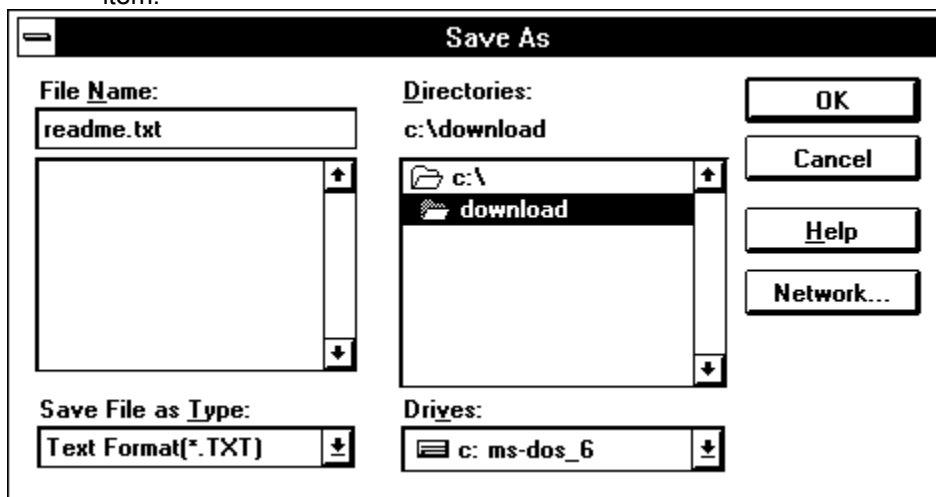 item.
Save As
File Name:
readme.txt
Directories:
c:\download
c:\
download
OK
Cancel
Help
Network...
Save File as Type:
Text Format(*.TXT)
Drives:
c: ms-dos_6